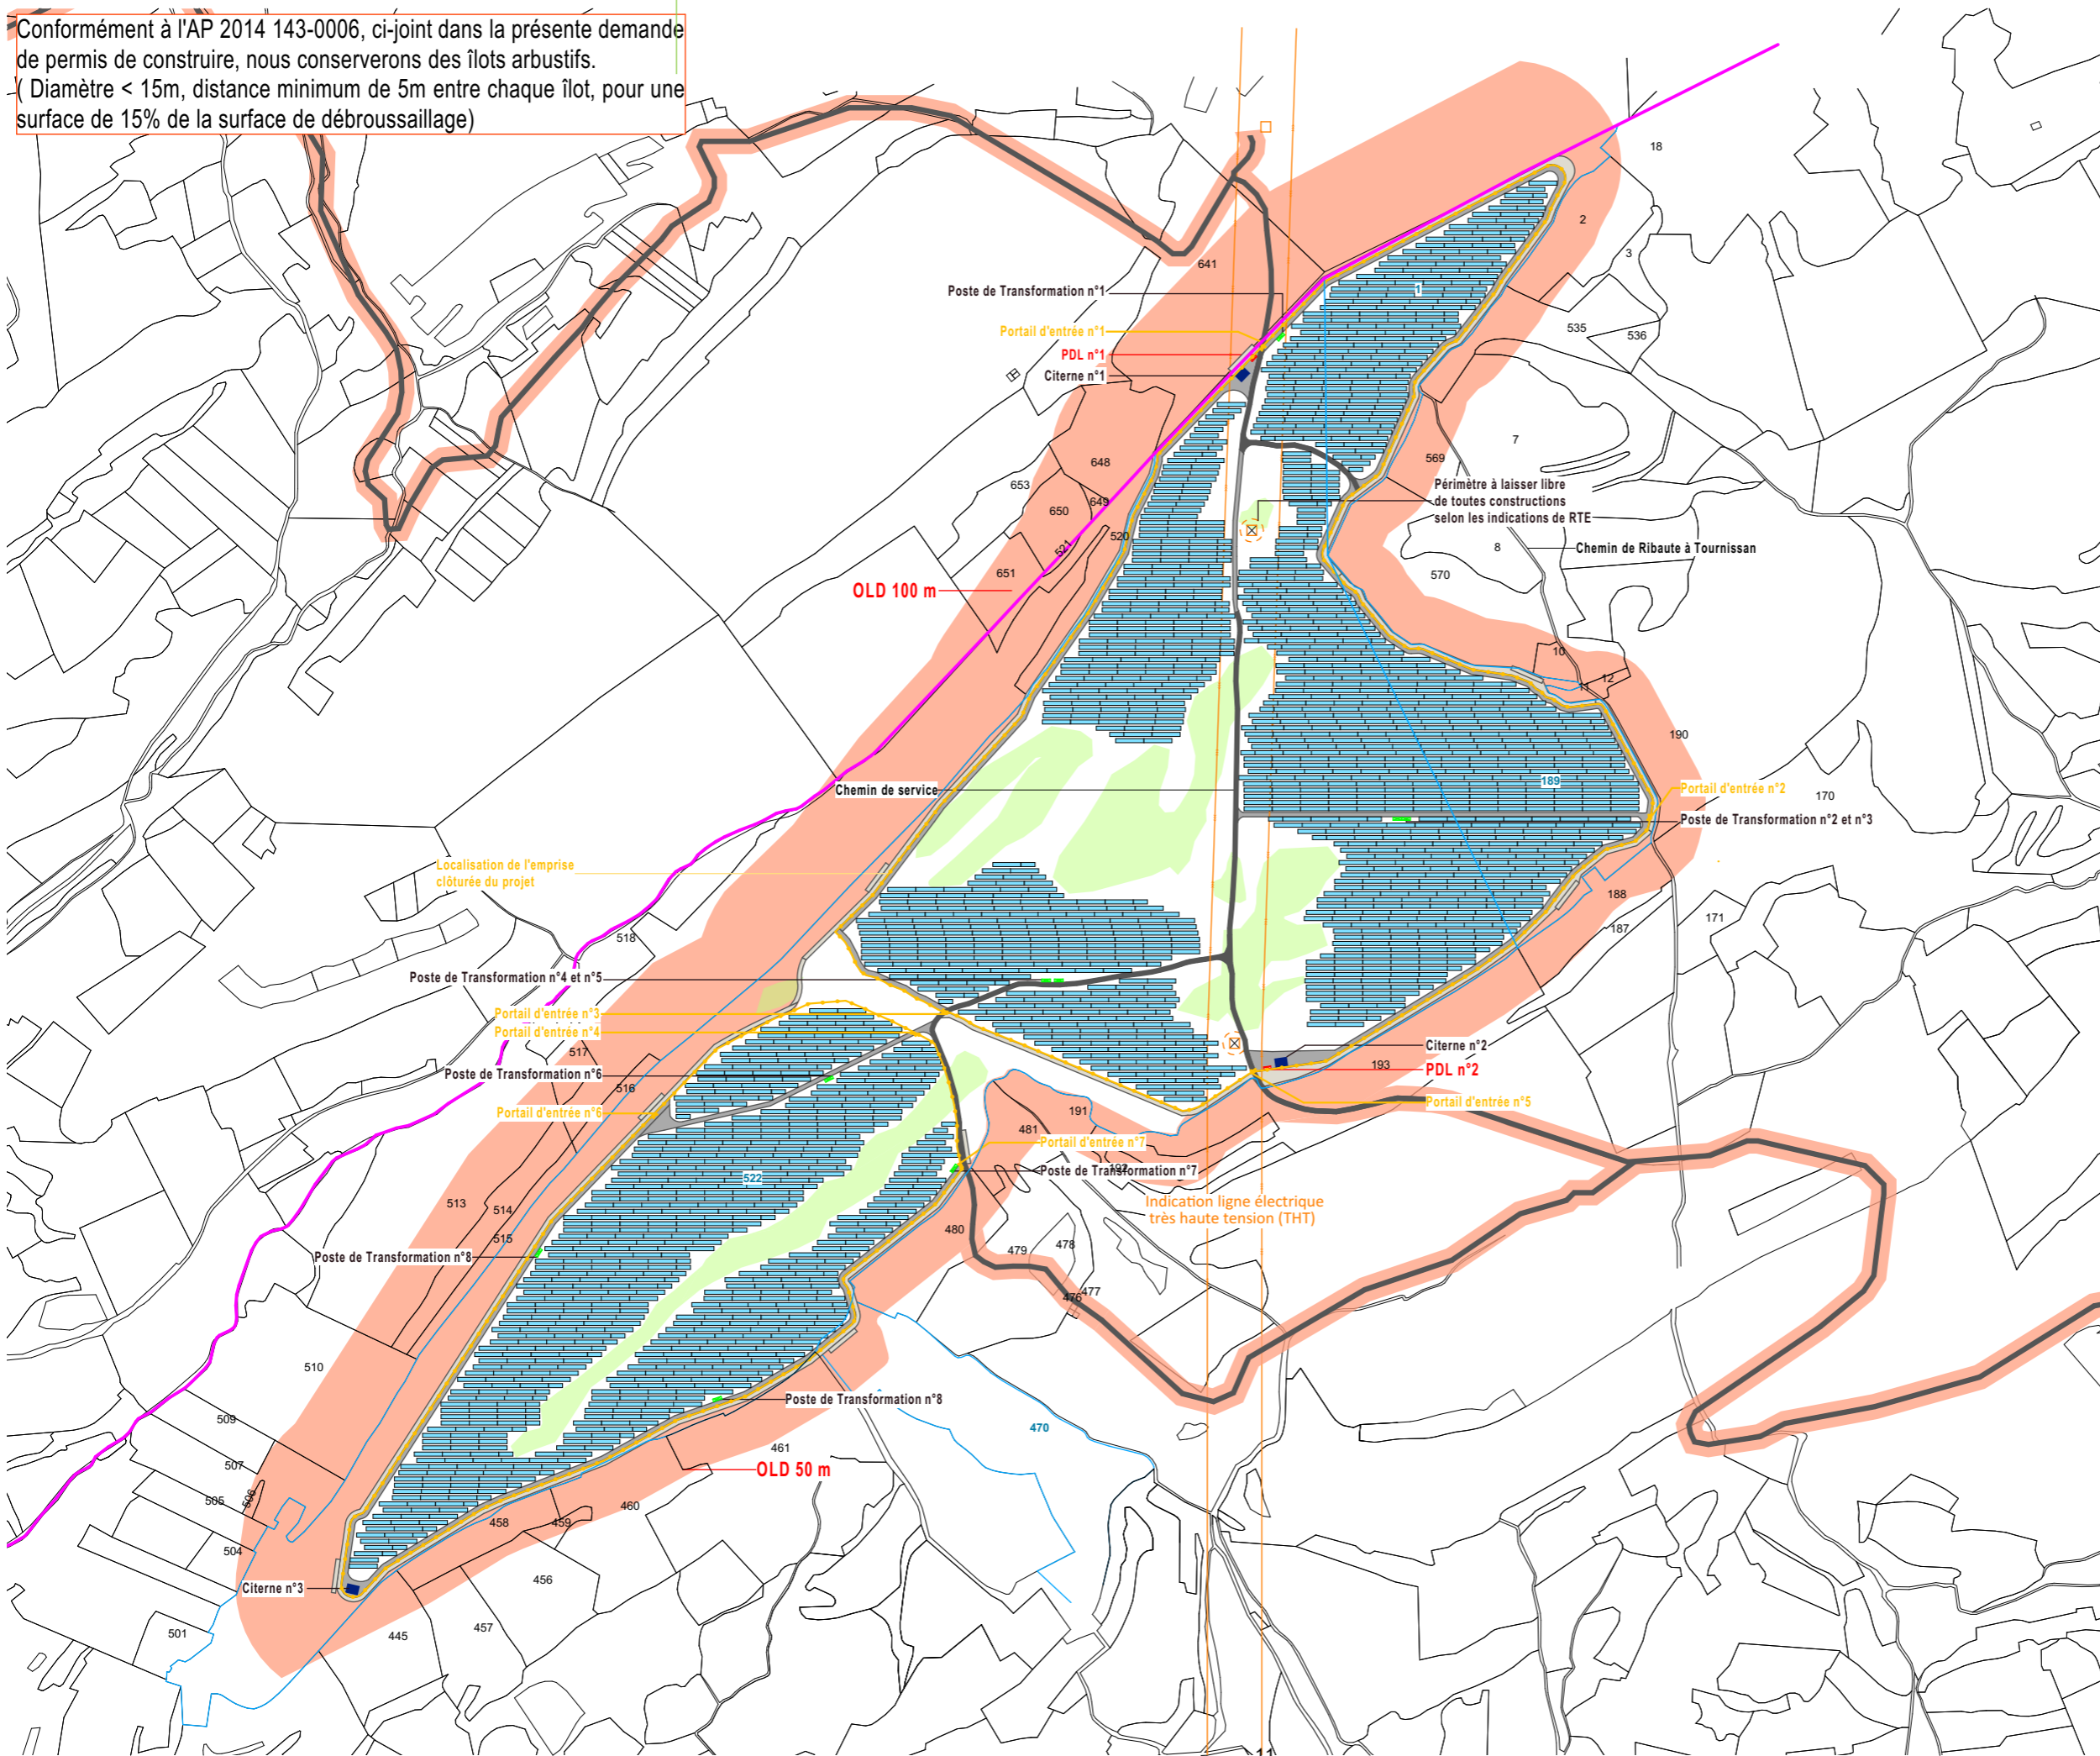 Conformément à l'AP 2014 143-0006, ci-joint dans la présente demande
de permis de construire, nous conserverons des îlots arbustifs.
( Diamètre < 15m, distance minimum de 5m entre chaque îlot, pour une
surface de 15% de la surface de débroussaillage)
18
2
3
641
Poste de Transformation n°1
1
Portail d'entrée n°1
535
536
PDL n°1
Citerne n°1
7
648
569
653
Périmètre à laisser libre
de toutes constructions
selon les indications de RTE
649
650
520
521
8
Chemin de Ribaute à Tournissan
651
570
OLD 100 m
10
11
12
190
189
Chemin de service
Portail d'entrée n°2
170
Poste de Transformation n°2 et n°3
Localisation de l'emprise
clôturée du projet
188
171
187
518
Poste de Transformation n°4 et n°5
Portail d'entrée n°3
Portail d'entrée n°4
517
Citerne n°2
193
PDL n°2
Poste de Transformation n°6
516
Portail d'entrée n°5
Portail d'entrée n°6
191
481
Portail d'entrée n°7
192
Poste de Transformation n°7
522
513
514
Indication ligne électrique
très haute tension (THT)
480
515
479
478
Poste de Transformation n°8
477
476
510
Poste de Transformation n°8
509
470
461
507
OLD 50 m
505
506
460
458
459
504
456
Citerne n°3
457
501
445
11